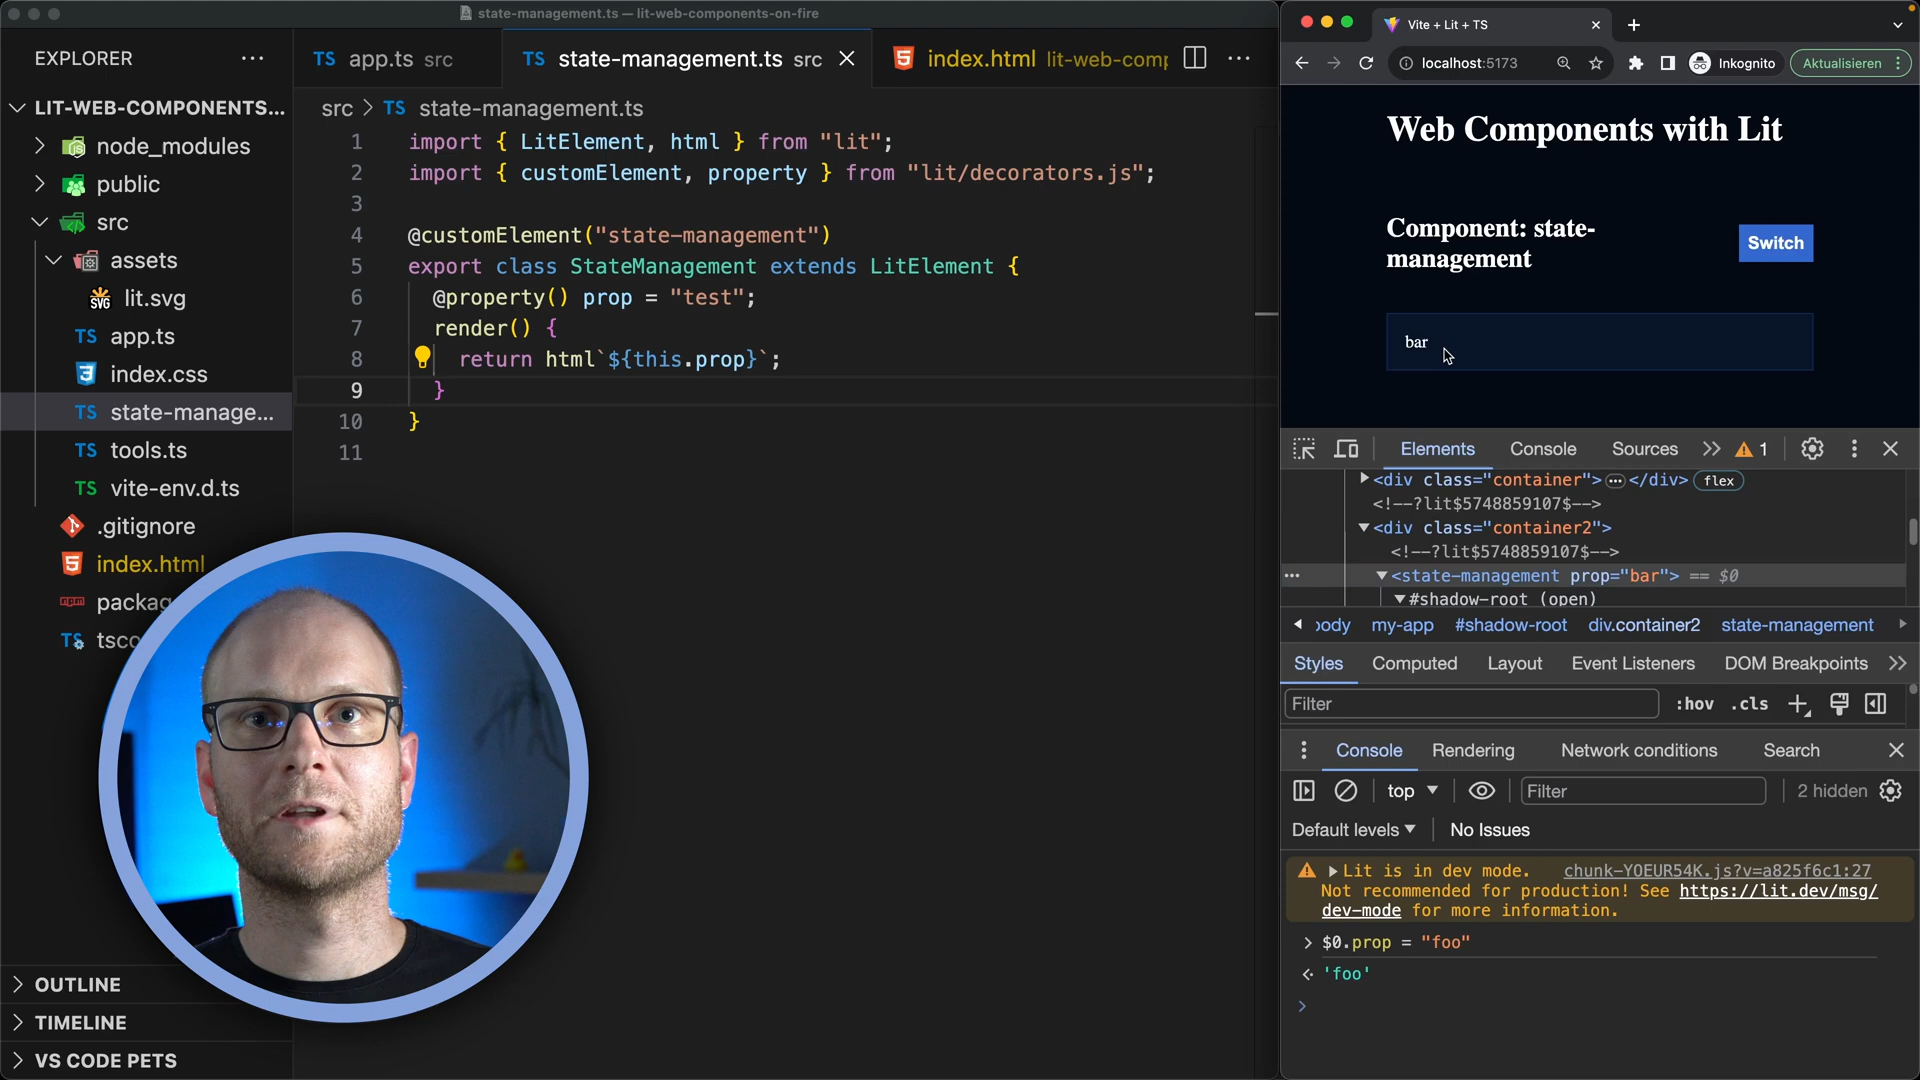 state-management.ts — lit-web-components-on-fire
EXPLORER
LIT-WEB-COMPONENTS...
node_modules
public
src
assets
lit.svg
TS app.ts
index.css
TS state-manage...
TS tools.ts
TS vite-env.d.ts
.gitignore
index.html
packag
TS tsco
OUTLINE
TIMELINE
VS CODE PETS
TS app.ts src
TS state-management.ts src
index.html lit-web-comp
src > TS state-management.ts
1 import { LitElement, html } from "lit";
2 import { customElement, property } from "lit/decorators.js";
3
4 @customElement("state-management")
5 export class StateManagement extends LitElement {
6 @property() prop = "test";
7 render() {
8 return html`${this.prop}`;
9 }
10 }
11
Vite + Lit + TS
localhost:5173
Inkognito
Aktualisieren
Web Components with Lit
Component: state-
management
Switch
bar
Elements Console Sources 1
<div class="container">…</div> flex
<!--?lit$5748859107$-->
<div class="container2">
<!--?lit$5748859107$-->
<state-management prop="bar"> == $0
#shadow-root (open)
body my-app #shadow-root div.container2 state-management
Styles Computed Layout Event Listeners DOM Breakpoints
Filter :hov .cls
Console Rendering Network conditions Search
top Filter 2 hidden
Default levels No Issues
Lit is in dev mode. chunk-YOEUR54K.js?v=a825f6c1:27
Not recommended for production! See https://lit.dev/msg/
dev-mode for more information.
> $0.prop = "foo"
'foo'
>